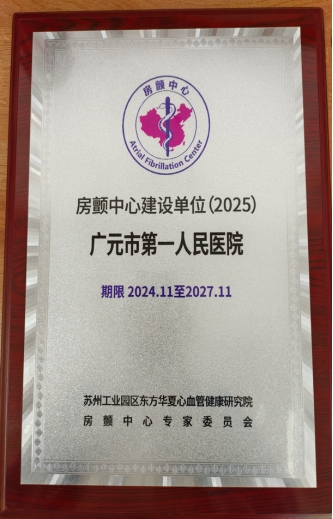 房颤中心
Atrial Fibrillation Center
房颤中心建设单位(2025)
广元市第一人民医院
期限 2024.11至2027.11
苏州工业园区东方华夏心血管健康研究院
房颤中心专家委员会